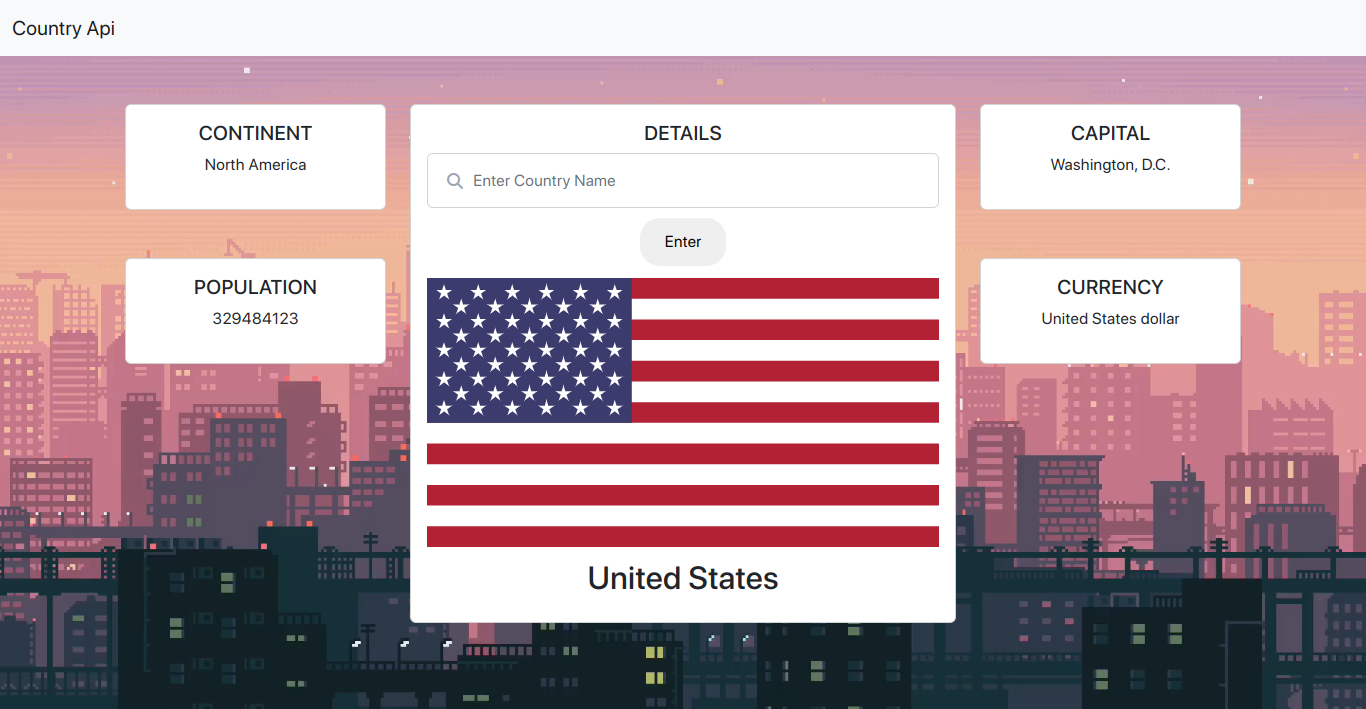 Country Api
CONTINENT
North America
POPULATION
329484123
DETAILS
Enter Country Name
Enter
United States
CAPITAL
Washington, D.C.
CURRENCY
United States dollar